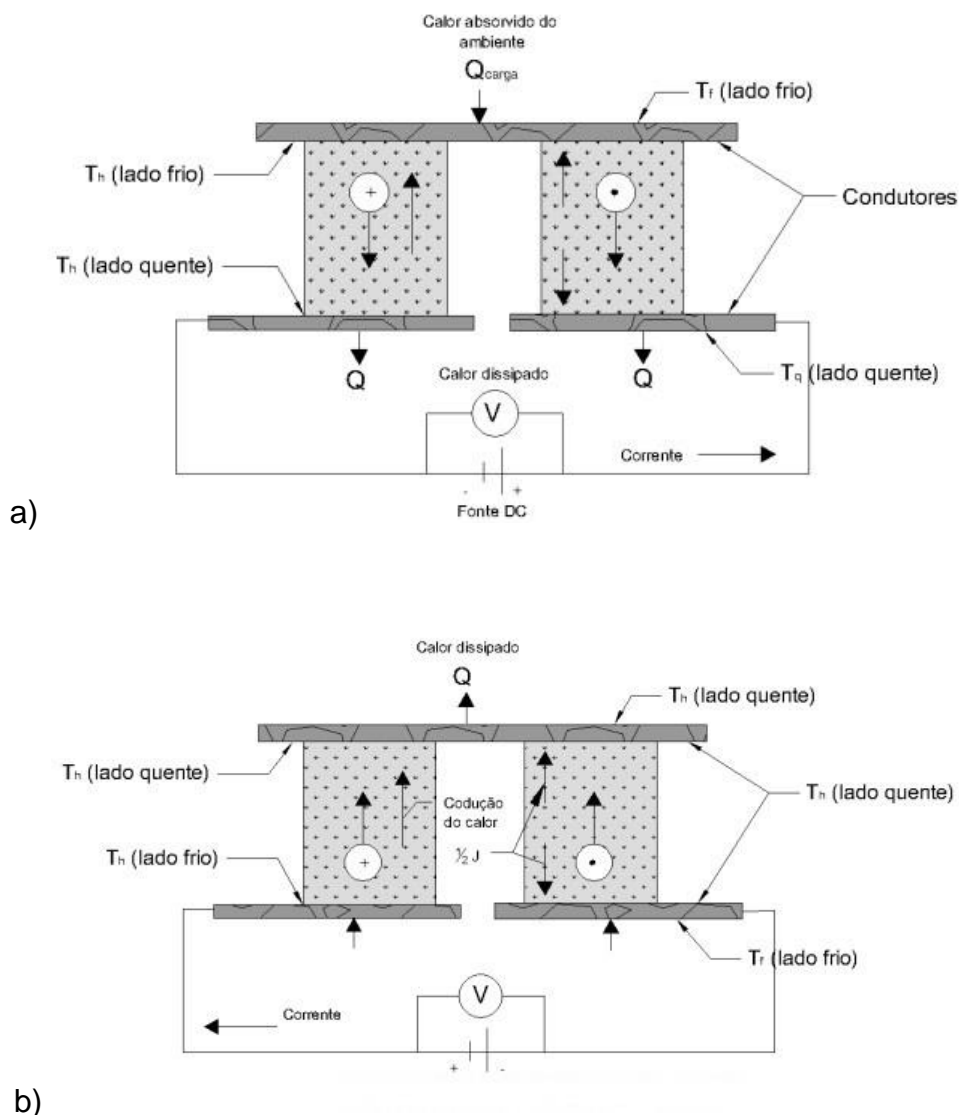 Calor absorvido do
ambiente
Qcarga
Tf (lado frio)
Th (lado frio)
+
Condutores
Th (lado quente)
Q
Calor dissipado
Q
Tq (lado quente)
V
Corrente
- +
Fonte DC
a)
Calor dissipado
Q
Th (lado quente)
Th (lado quente)
Codução
do calor
Th (lado quente)
½ J
Th (lado frio)
+
Tf (lado frio)
V
Corrente
+ -
b)